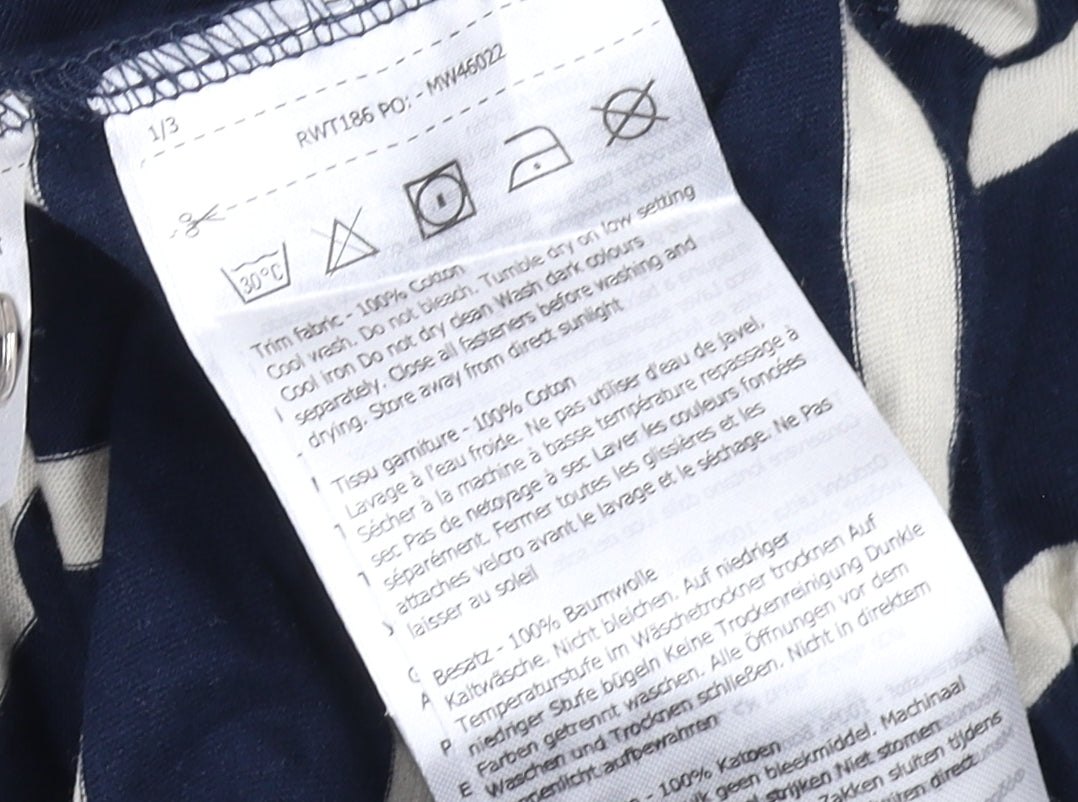 1/3
RWT186 PO: - MW46022
30°C
Trim fabric - 100% Cotton
Cool wash. Do not bleach. Tumble dry on low setting
Cool iron Do not dry clean Wash dark colours
separately. Close all fasteners before washing and
drying. Store away from direct sunlight
Tissu garniture - 100% Coton
Lavage à l'eau froide. Ne pas utiliser d'eau de Javel,
Sécher à la machine à basse température repassage à
sec Pas de netoyage à sec Laver les couleurs foncées
séparément. Fermer toutes les glissières et les
attaches velcro avant le lavage et le séchage. Ne Pas
laisser au soleil
Besatz - 100% Baumwolle
Kaltwäsche. Nicht bleichen. Auf niedriger
Temperaturstufe im Wäschetrockner trocknen Auf
niedriger Stufe bügeln Keine Trockenreinigung Dunkle
Farben getrennt waschen. Alle Öffnungen vor dem
Waschen und Trocknen schließen. Nicht in direktem
aufbewahren
- 100% Katoen
geen bleekmiddel. Machinaal
strijken Niet stomen.
Zakken sluiten tijdens
direct